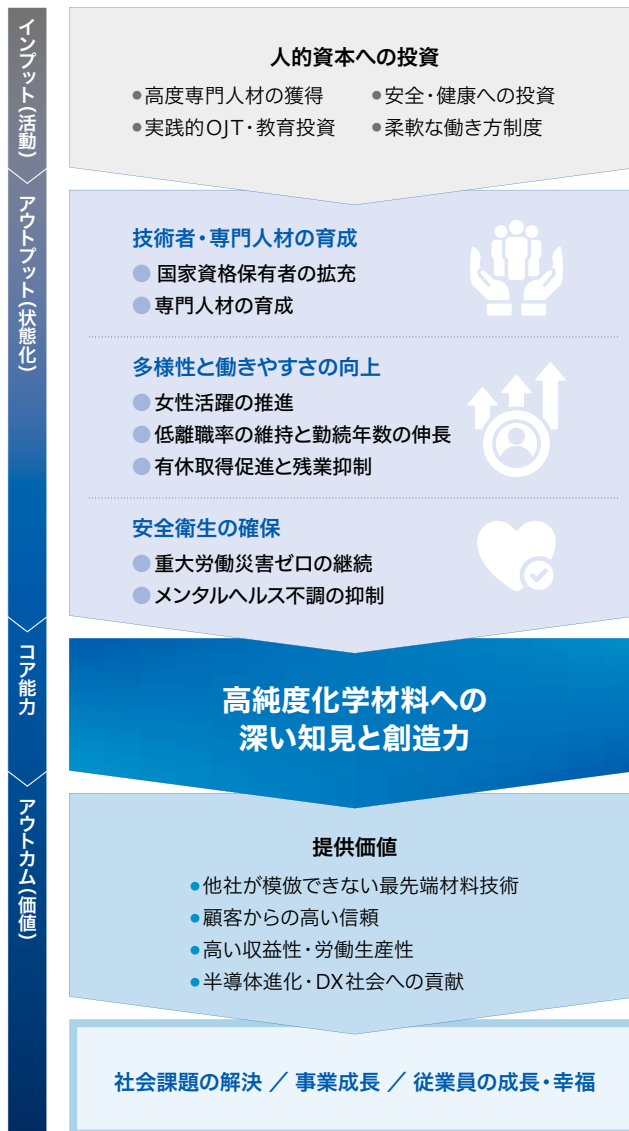 インプット(活動)
人的資本への投資
●高度専門人材の獲得 ●安全・健康への投資
●実践的OJT・教育投資 ●柔軟な働き方制度
アウトプット(状態化)
技術者・専門人材の育成
●国家資格保有者の拡充
●専門人材の育成
多様性と働きやすさの向上
●女性活躍の推進
●低離職率の維持と勤続年数の伸長
●有休取得促進と残業抑制
安全衛生の確保
●重大労働災害ゼロの継続
●メンタルヘルス不調の抑制
コア能力
高純度化学材料への
深い知見と創造力
アウトカム(価値)
提供価値
●他社が模倣できない最先端材料技術
●顧客からの高い信頼
●高い収益性・労働生産性
●半導体進化・DX社会への貢献
社会課題の解決 / 事業成長 / 従業員の成長・幸福